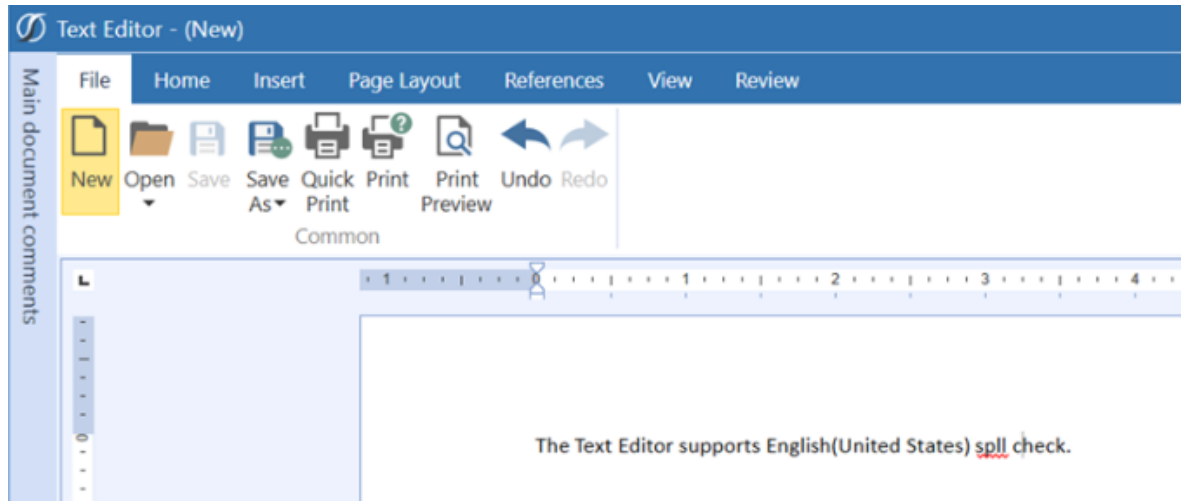 Text Editor - (New)
Main document comments
File Home Insert Page Layout References View Review
New Open Save Save As Quick Print Print Print Preview Undo Redo
Common
1 0 1 2 3 4
0
The Text Editor supports English(United States) spll check.